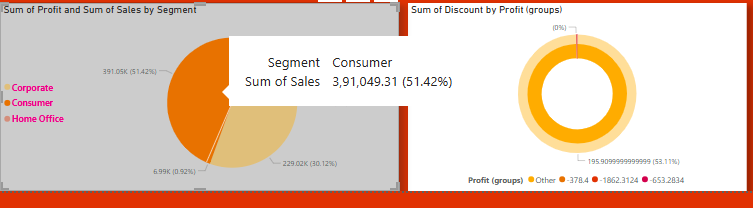 Sum of Profit and Sum of Sales by Segment
391.05K (51.42%)
Corporate
Consumer
Home Office
Segment Consumer
Sum of Sales 3,91,049.31 (51.42%)
6.99K (0.92%)
229.02K (30.12%)
Sum of Discount by Profit (groups)
(0%)
195.9099999999999 (53.11%)
Profit (groups) Other -378.4 -1862.3124 -653.2834